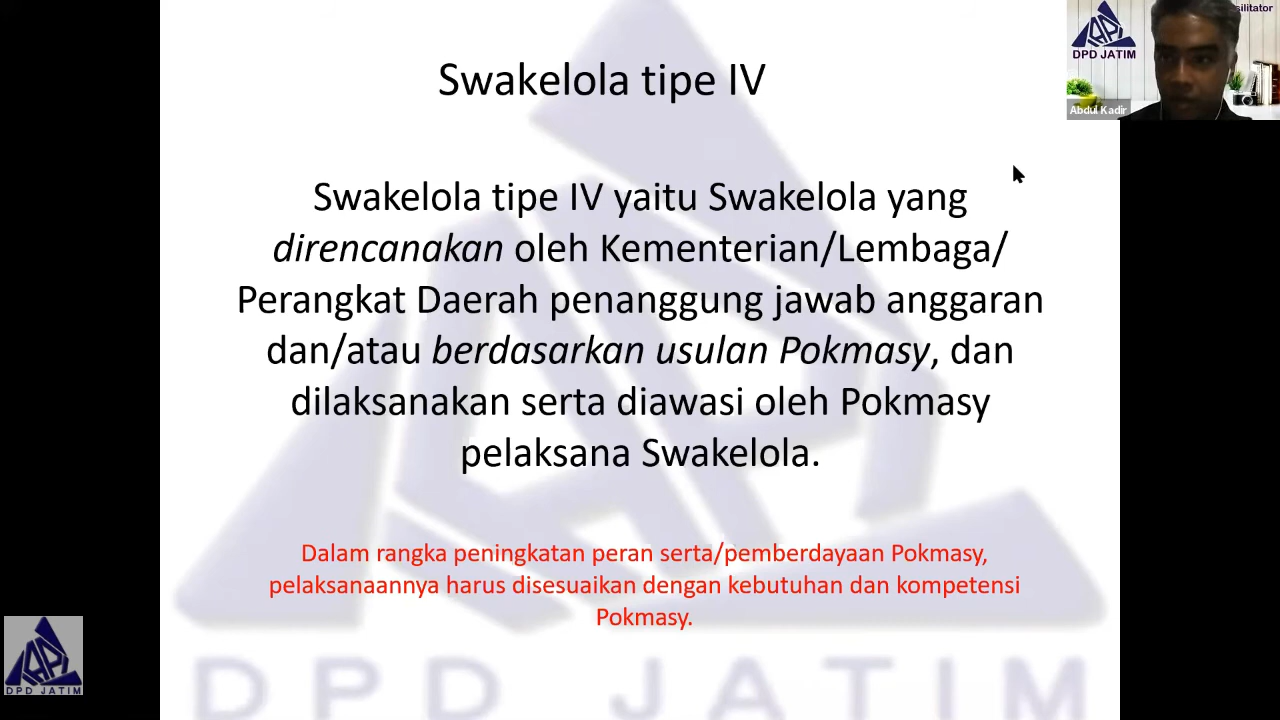 Swakelola tipe IV
Swakelola tipe IV yaitu Swakelola yang
direncanakan oleh Kementerian/Lembaga/
Perangkat Daerah penanggung jawab anggaran
dan/atau berdasarkan usulan Pokmasy, dan
dilaksanakan serta diawasi oleh Pokmasy
pelaksana Swakelola.
Dalam rangka peningkatan peran serta/pemberdayaan Pokmasy,
pelaksanaannya harus disesuaikan dengan kebutuhan dan kompetensi
Pokmasy.
DPD JATIM
DPD JATIM
Abdul Kadir
IAPI
DPD JATIM